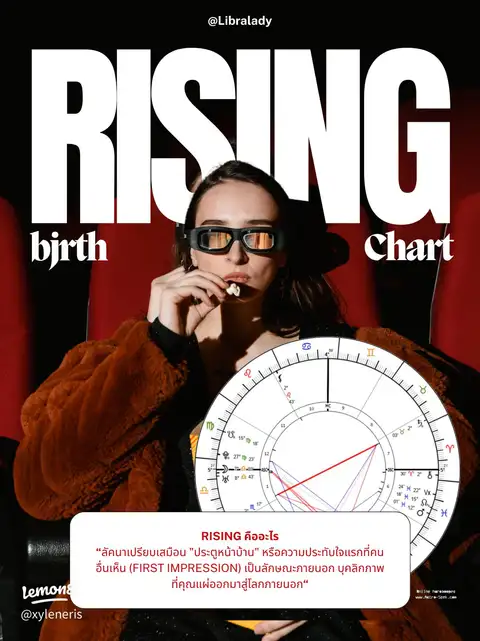 @Libralady
RISING
bjrth Chart
RISING คืออะไร
“ลัคนาเปรียบเสมือน "ประตูหน้าบ้าน" หรือความประทับใจแรกที่คน
อื่นเห็น (FIRST IMPRESSION) เป็นลักษณะภายนอก บุคลิกภาพ
ที่คุณแผ่ออกมาสู่โลกภายนอก“
Lemon8
@xyleneris